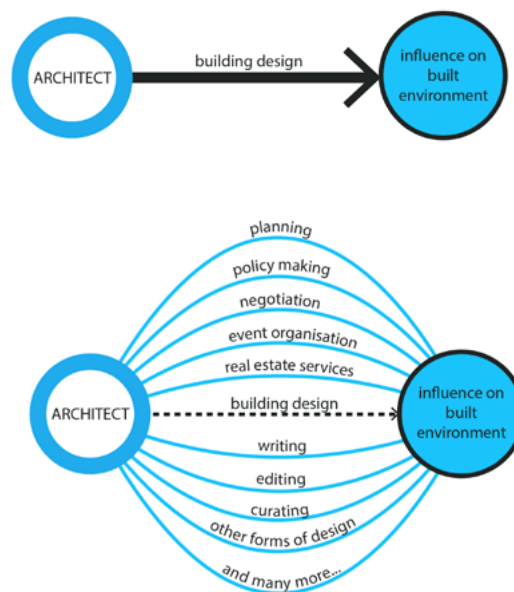 building design
ARCHITECT
influence on
built
environment
planning
policy making
negotiation
event organisation
real estate services
building design
ARCHITECT
influence on
built
environment
writing
editing
curating
other forms of design
and many more...